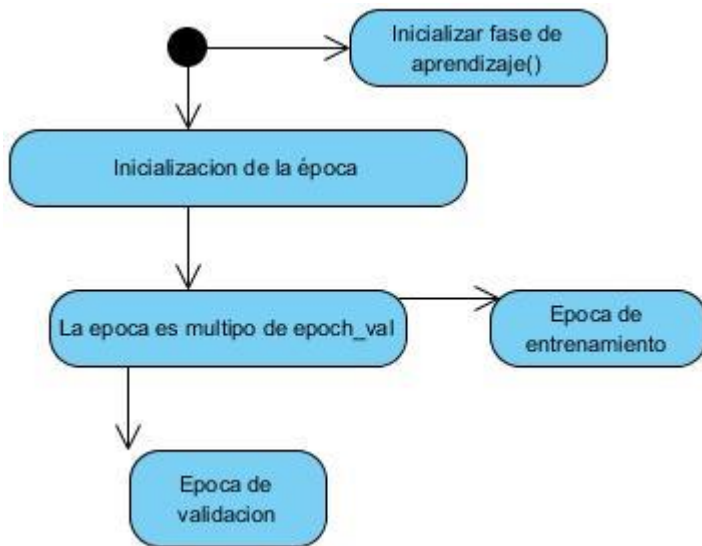 Inicializar fase de
aprendizaje()
Inicializacion de la época
La epoca es multipo de epoch_val
Epoca de
entrenamiento
Epoca de
validacion